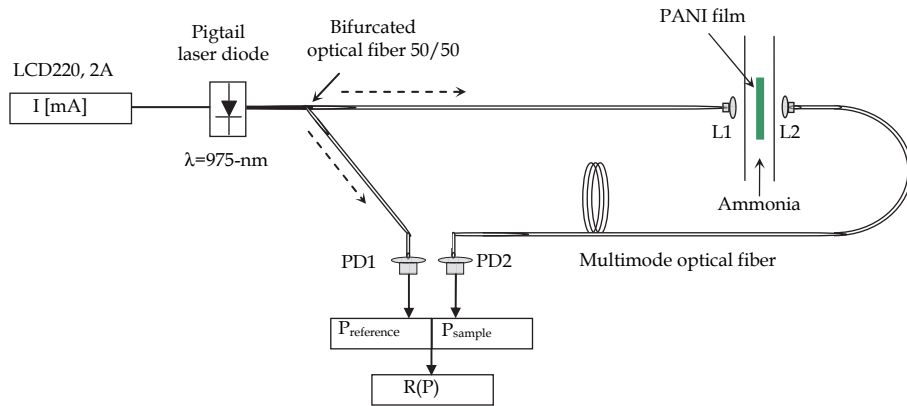 PANI film
Pigtail
laser diode
Bifurcated
optical fiber 50/50
LCD220, 2A
I [mA]
L1
L2
λ=975-nm
Ammonia
PD1
PD2
Multimode optical fiber
Preference
Psample
R(P)